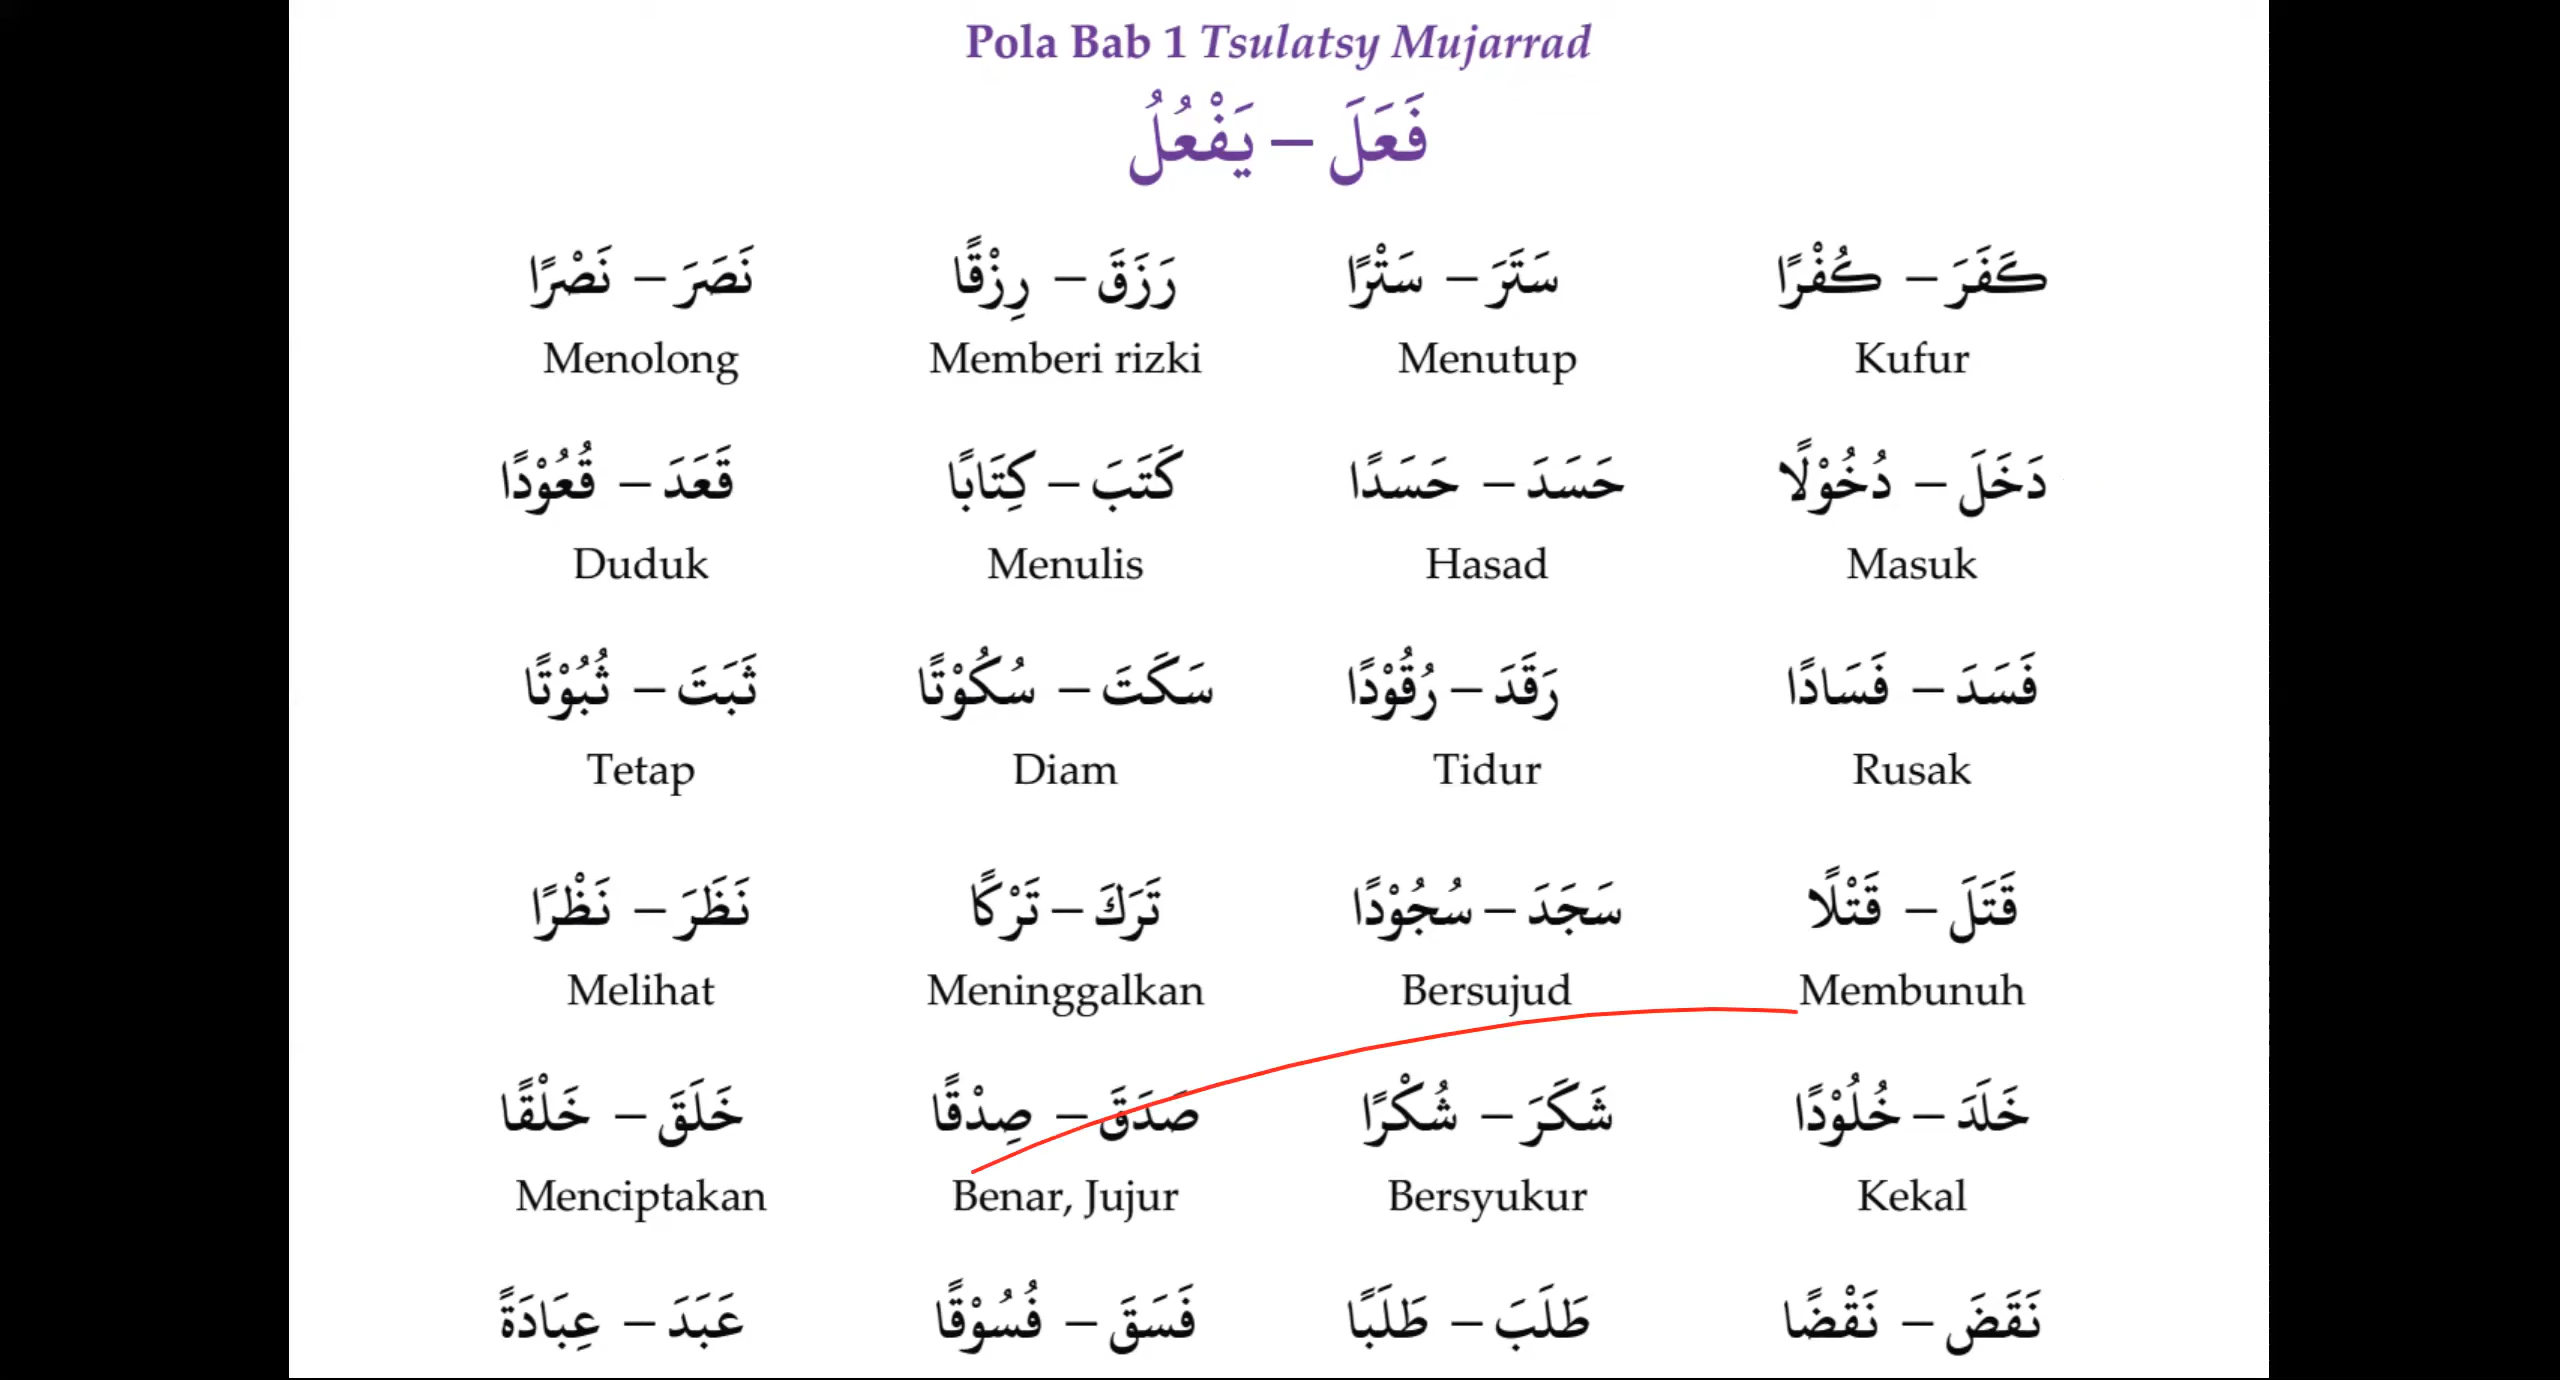 Pola Bab 1 Tsulatsy Mujarrad
فَعَلَ – يَفْعُلُ
كَفَرَ – كُفْرًا سَتَرَ – سَتْرًا رَزَقَ – رِزْقًا نَصَرَ – نَصْرًا
Menolong Memberi rizki Menutup Kufur
دَخَلَ – دُخُوْلًا حَسَدَ – حَسَدًا كَتَبَ – كِتَابًا قَعَدَ – قُعُوْدًا
Duduk Menulis Hasad Masuk
فَسَدَ – فَسَادًا رَقَدَ – رُقُوْدًا سَكَتَ – سُكُوْتًا ثَبَتَ – ثُبُوْتًا
Tetap Diam Tidur Rusak
قَتَلَ – قَتْلًا سَجَدَ – سُجُوْدًا تَرَكَ – تَرْكًا نَظَرَ – نَظْرًا
Melihat Meninggalkan Bersujud Membunuh
خَلَدَ – خُلُوْدًا شَكَرَ – شُكْرًا صَدَقَ – صِدْقًا خَلَقَ – خَلْقًا
Menciptakan Benar, Jujur Bersyukur Kekal
نَقَضَ – نَقْضًا طَلَبَ – طَلَبًا فَسَقَ – فُسُوْقًا عَبَدَ – عِبَادَةً